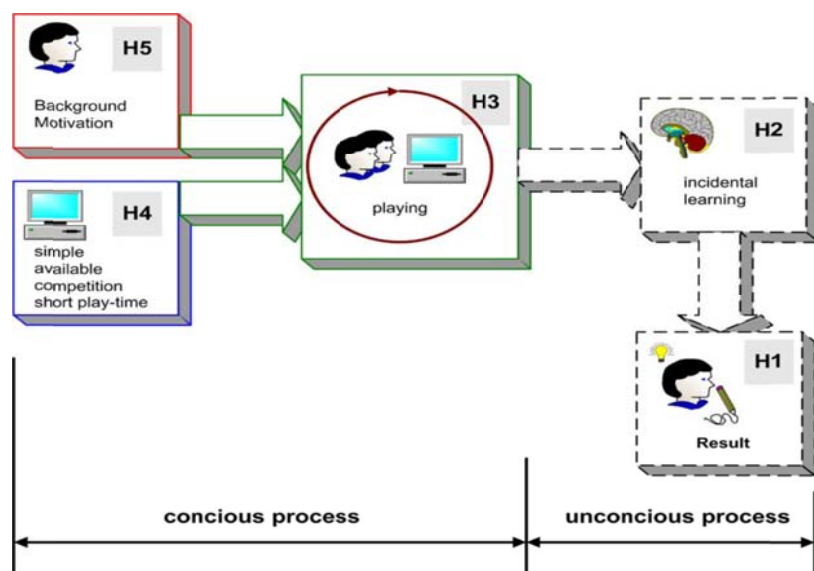 H5
Background
Motivation
H4
simple
available
competition
short play-time
H3
playing
H2
incidental
learning
H1
Result
concious process
unconcious process